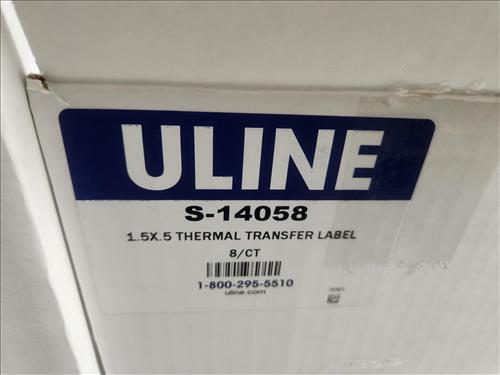 ULINE
S-14058
1.5X.5 THERMAL TRANSFER LABEL
8/CT
1-800-295-5510
uline.com